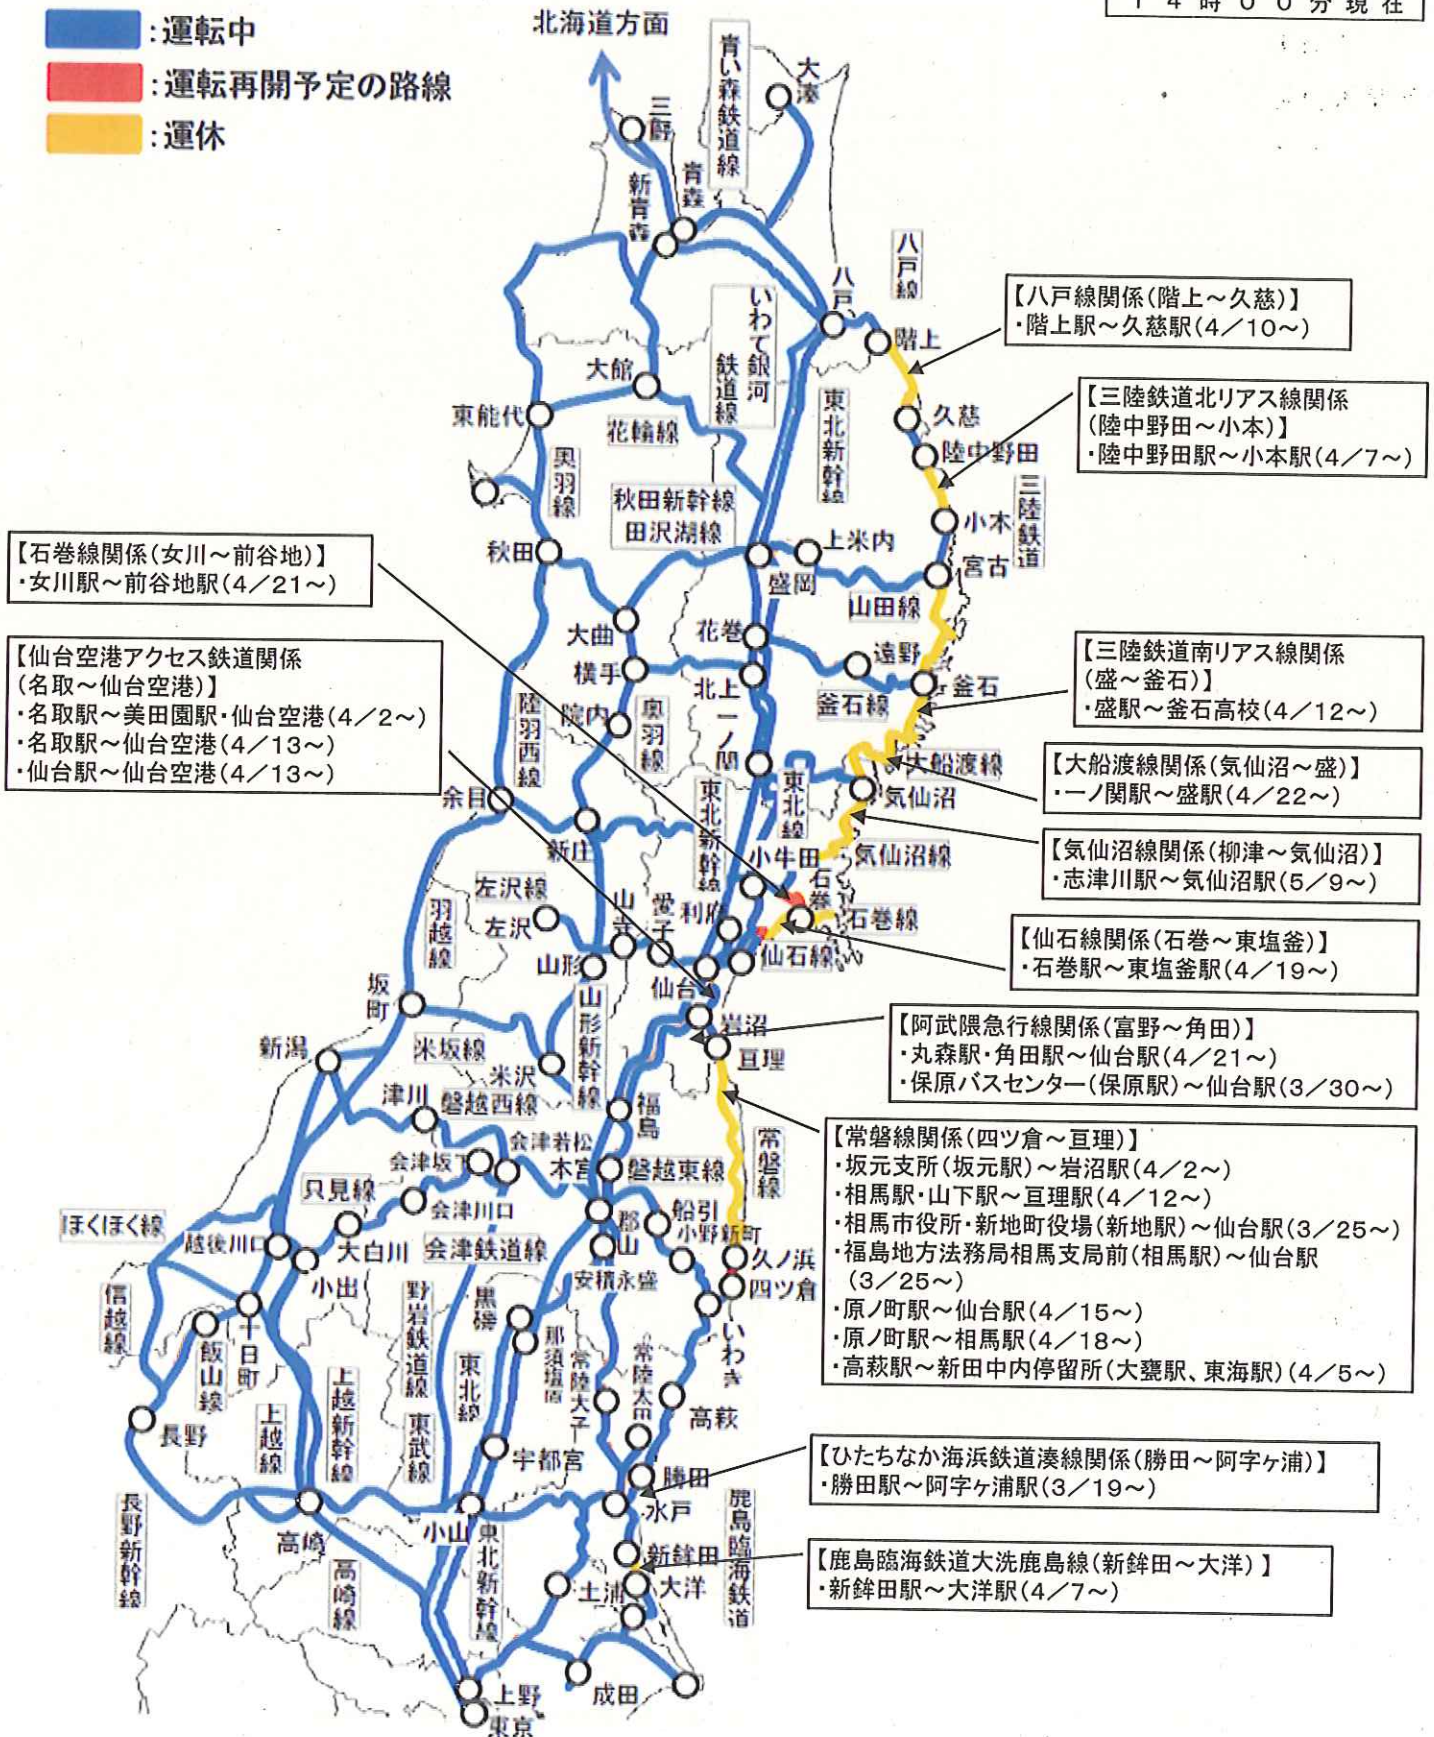 14時00分現在
:運転中
:運転再開予定の路線
:運休
北海道方面
青い森鉄道線
大湊
三厩
青森
新青森
八戸
八戸線
階上
【八戸線関係(階上～久慈)】
・階上駅～久慈駅(4/10～)
いわて銀河鉄道線
東北新幹線
大館
東能代
花輪線
久慈
陸中野田
【三陸鉄道北リアス線関係
(陸中野田～小本)】
・陸中野田駅～小本駅(4/7～)
奥羽線
秋田新幹線
田沢湖線
小本
三陸鉄道
秋田
上米内
盛岡
宮古
山田線
【石巻線関係(女川～前谷地)】
・女川駅～前谷地駅(4/21～)
大曲
花巻
遠野
横手
北上
釜石
釜石線
【仙台空港アクセス鉄道関係
(名取～仙台空港)】
・名取駅～美田園駅・仙台空港(4/2～)
・名取駅～仙台空港(4/13～)
・仙台駅～仙台空港(4/13～)
【三陸鉄道南リアス線関係
(盛～釜石)】
・盛駅～釜石高校(4/12～)
陸羽西線
院内
奥羽線
一ノ関
大船渡線
【大船渡線関係(気仙沼～盛)】
・一ノ関駅～盛駅(4/22～)
余目
東北新幹線
東北線
気仙沼
新庄
小牛田
気仙沼線
【気仙沼線関係(柳津～気仙沼)】
・志津川駅～気仙沼駅(5/9～)
左沢線
左沢
山寺
愛子
利府
石巻
石巻線
羽越線
山形
仙台
仙石線
【仙石線関係(石巻～東塩釜)】
・石巻駅～東塩釜駅(4/19～)
坂町
山形新幹線
岩沼
亘理
【阿武隈急行線関係(富野～角田)】
・丸森駅・角田駅～仙台駅(4/21～)
・保原バスセンター(保原駅)～仙台駅(3/30～)
新潟
米坂線
米沢
津川
磐越西線
福島
常磐線
【常磐線関係(四ツ倉～亘理)】
・坂元支所(坂元駅)～岩沼駅(4/2～)
・相馬駅・山下駅～亘理駅(4/12～)
・相馬市役所・新地町役場(新地駅)～仙台駅(3/25～)
・福島地方法務局相馬支局前(相馬駅)～仙台駅
(3/25～)
・原ノ町駅～仙台駅(4/15～)
・原ノ町駅～相馬駅(4/18～)
・高萩駅～新田中内停留所(大甕駅、東海駅)(4/5～)
会津若松
会津坂下
本宮
磐越東線
只見線
会津川口
船引
小野新町
ほくほく線
越後川口
大白川
会津鉄道線
郡山
久ノ浜
小出
安積永盛
四ツ倉
信越線
飯山線
十日町
野岩鉄道線
黒磯
那須塩原
いわき
上越線
上越新幹線
東武線
東北線
常陸大子
常陸太田
高萩
長野
宇都宮
勝田
水戸
【ひたちなか海浜鉄道湊線関係(勝田～阿字ヶ浦)】
・勝田駅～阿字ヶ浦駅(3/19～)
長野新幹線
高崎
小山
東北新幹線
鹿島臨海鉄道
新鉾田
大洋
高崎線
土浦
【鹿島臨海鉄道大洗鹿島線(新鉾田～大洋)】
・新鉾田駅～大洋駅(4/7～)
成田
上野
東京